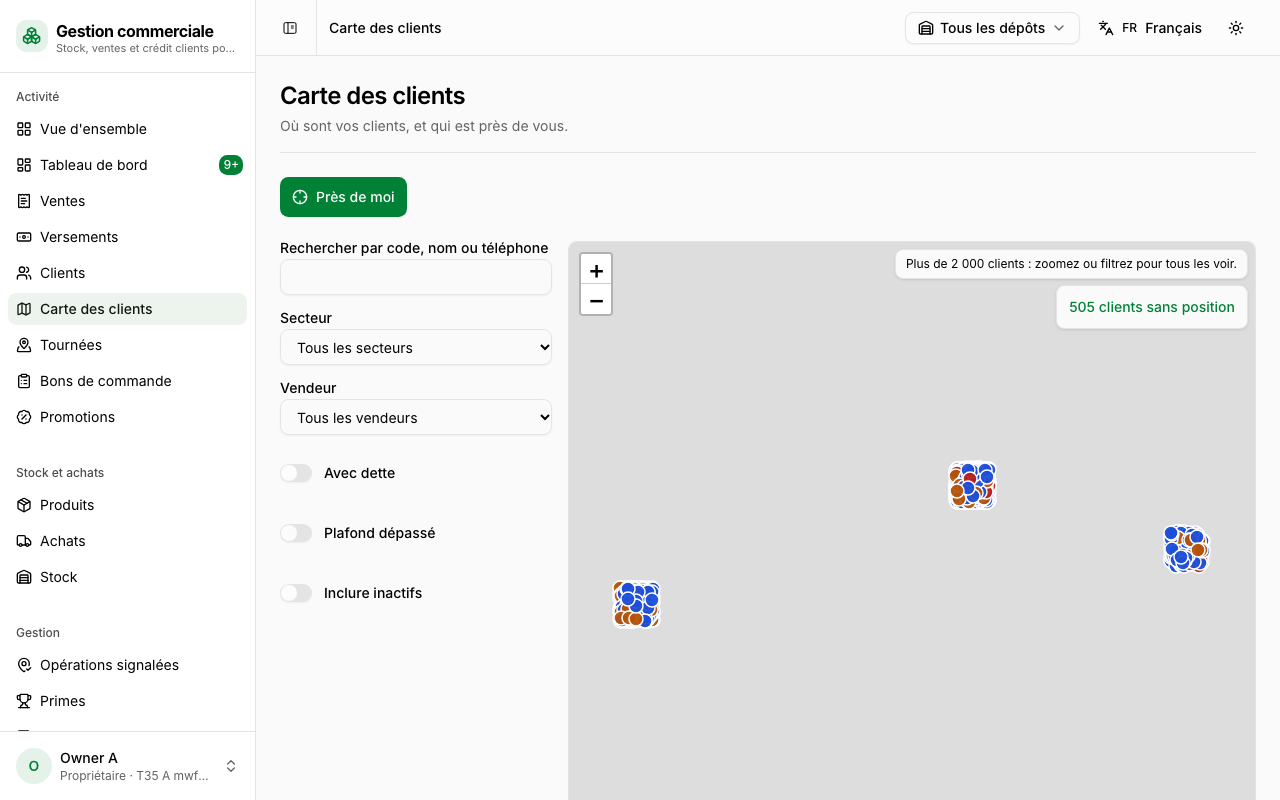 Gestion commerciale
Stock, ventes et crédit clients po...
Activité
Vue d'ensemble
Tableau de bord
9+
Ventes
Versements
Clients
Carte des clients
Tournées
Bons de commande
Promotions
Stock et achats
Produits
Achats
Stock
Gestion
Opérations signalées
Primes
O
Owner A
Propriétaire · T35 A mwf...
Carte des clients
Tous les dépôts
FR Français
Carte des clients
Où sont vos clients, et qui est près de vous.
Près de moi
Rechercher par code, nom ou téléphone
Secteur
Tous les secteurs
Vendeur
Tous les vendeurs
Avec dette
Plafond dépassé
Inclure inactifs
+
−
Plus de 2 000 clients : zoomez ou filtrez pour tous les voir.
505 clients sans position